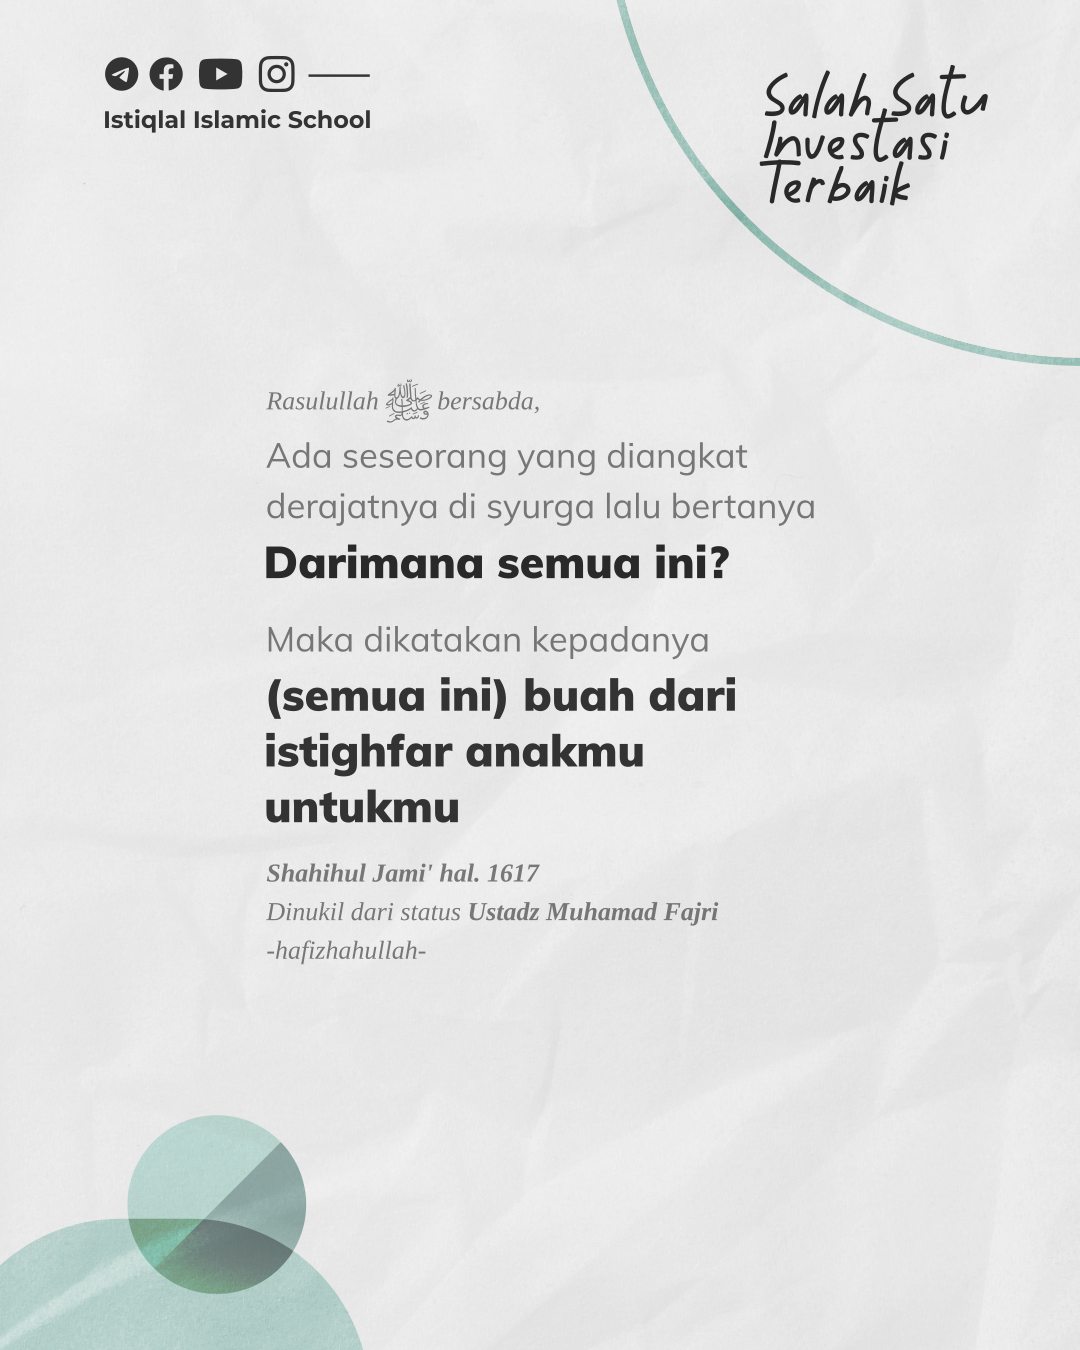 Istiqlal Islamic School
Salah Satu
Investasi
Terbaik
Rasulullah ﷺ bersabda,
Ada seseorang yang diangkat
derajatnya di syurga lalu bertanya
Darimana semua ini?
Maka dikatakan kepadanya
(semua ini) buah dari
istighfar anakmu
untukmu
Shahihul Jami' hal. 1617
Dinukil dari status Ustadz Muhamad Fajri
-hafizhahullah-